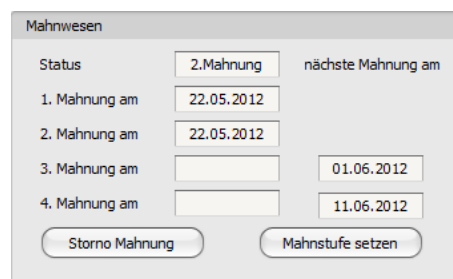 Mahnwesen
Status 2.Mahnung nächste Mahnung am
1. Mahnung am 22.05.2012
2. Mahnung am 22.05.2012
3. Mahnung am 01.06.2012
4. Mahnung am 11.06.2012
Storno Mahnung Mahnstufe setzen